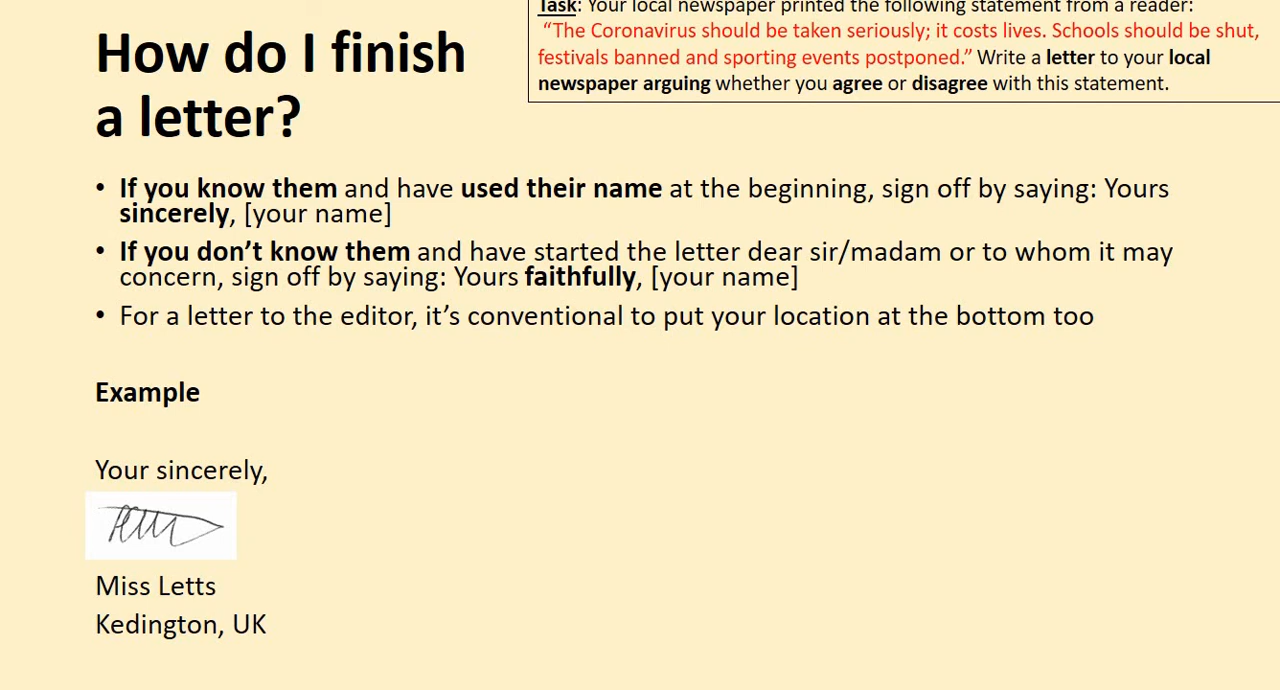 How do I finish
a letter?
Task: Your local newspaper printed the following statement from a reader:
“The Coronavirus should be taken seriously; it costs lives. Schools should be shut,
festivals banned and sporting events postponed.” Write a letter to your local
newspaper arguing whether you agree or disagree with this statement.
• If you know them and have used their name at the beginning, sign off by saying: Yours
sincerely, [your name]
• If you don’t know them and have started the letter dear sir/madam or to whom it may
concern, sign off by saying: Yours faithfully, [your name]
• For a letter to the editor, it’s conventional to put your location at the bottom too
Example
Your sincerely,
Miss Letts
Kedington, UK